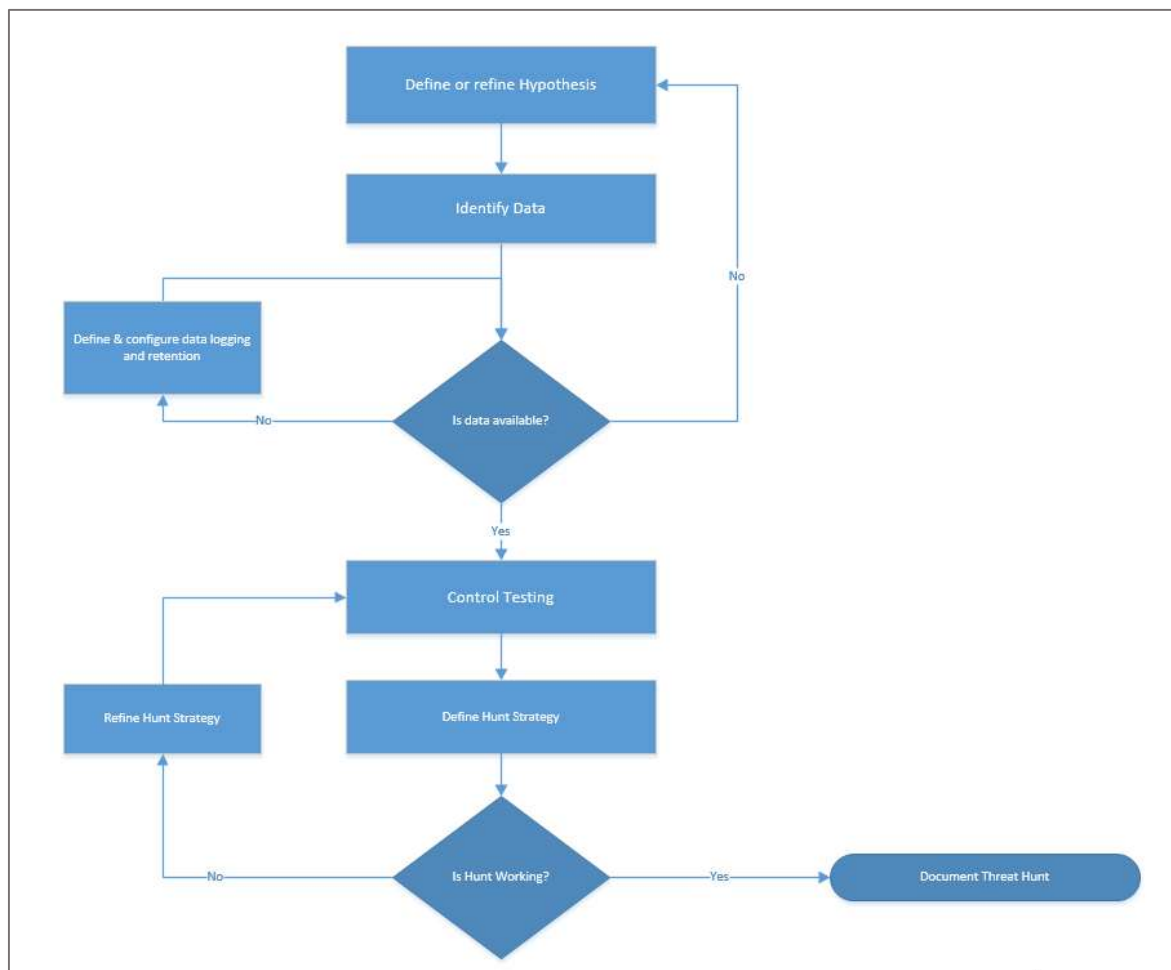 Define or refine Hypothesis
Identify Data
No
Define & configure data logging
and retention
Is data available?
No
Yes
Control Testing
Refine Hunt Strategy
Define Hunt Strategy
No
Is Hunt Working?
Yes
Document Threat Hunt